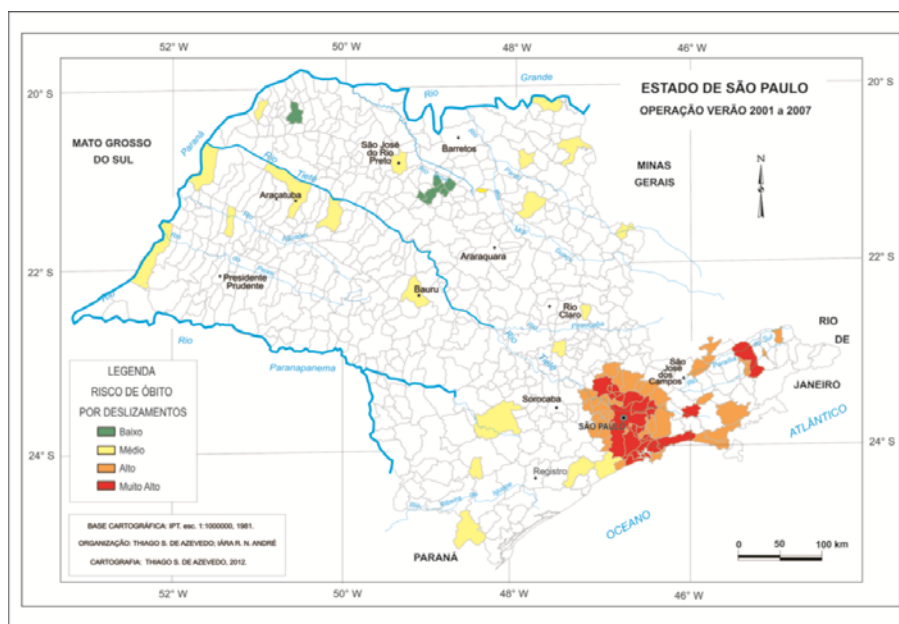 52° W
50° W
48° W
46° W
20° S
20° S
22° S
22° S
24° S
24° S
52° W
50° W
48° W
46° W
ESTADO DE SÃO PAULO
OPERAÇÃO VERÃO 2001 a 2007
MATO GROSSO
DO SUL
MINAS
GERAIS
RIO
DE
JANEIRO
PARANÁ
OCEANO
ATLÂNTICO
N
Rio
Grande
Paraná
Rio
Tietê
Rio
Tietê
Rio
Rio
Paranapanema
São José
do Rio
Preto
Barretos
Araçatuba
Araraquara
Presidente
Prudente
Bauru
Rio
Claro
São
José
dos
Campos
Sorocaba
SÃO PAULO
Registro
LEGENDA
RISCO DE ÓBITO
POR DESLIZAMENTOS
Baixo
Médio
Alto
Muito Alto
BASE CARTOGRÁFICA: IPT. esc. 1:1000000, 1981.
ORGANIZAÇÃO: THIAGO S. DE AZEVEDO; IÁRA R. N. ANDRÉ
CARTOGRAFIA: THIAGO S. DE AZEVEDO, 2012.
0 50 100 km